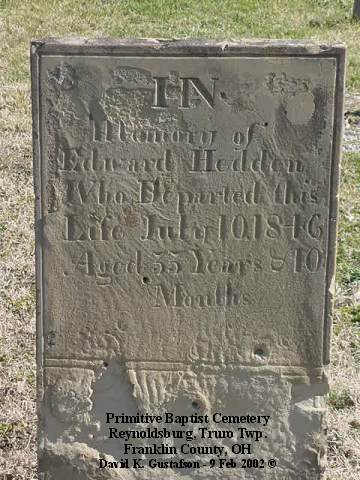 IN
Memory of
Edward Hedden
Who Departed this
Life July 10.1846
Aged 55 Years & 10
Months
Primitive Baptist Cemetery
Reynoldsburg, Truro Twp.
Franklin County, OH
David K. Gustafson - 9 Feb 2002 ©